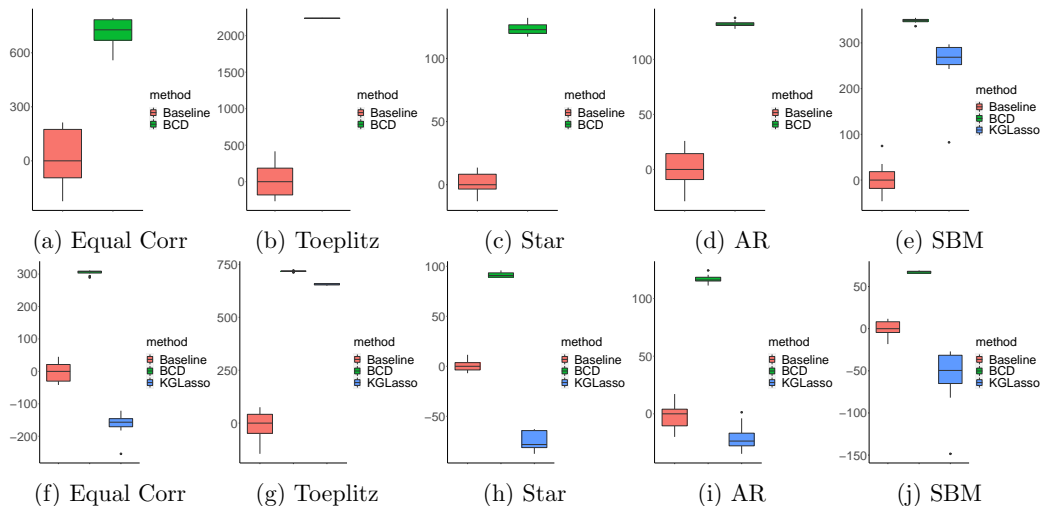 600
300
0
method
Baseline
BCD
(a) Equal Corr
2000
1500
1000
500
0
method
Baseline
BCD
(b) Toeplitz
100
50
0
method
Baseline
BCD
(c) Star
100
50
0
method
Baseline
BCD
(d) AR
300
200
100
0
method
Baseline
BCD
KGLasso
(e) SBM
300
200
100
0
−100
−200
method
Baseline
BCD
KGLasso
(f) Equal Corr
750
500
250
0
method
Baseline
BCD
KGLasso
(g) Toeplitz
100
50
0
−50
method
Baseline
BCD
KGLasso
(h) Star
100
50
0
method
Baseline
BCD
KGLasso
(i) AR
50
0
−50
−100
−150
method
Baseline
BCD
KGLasso
(j) SBM